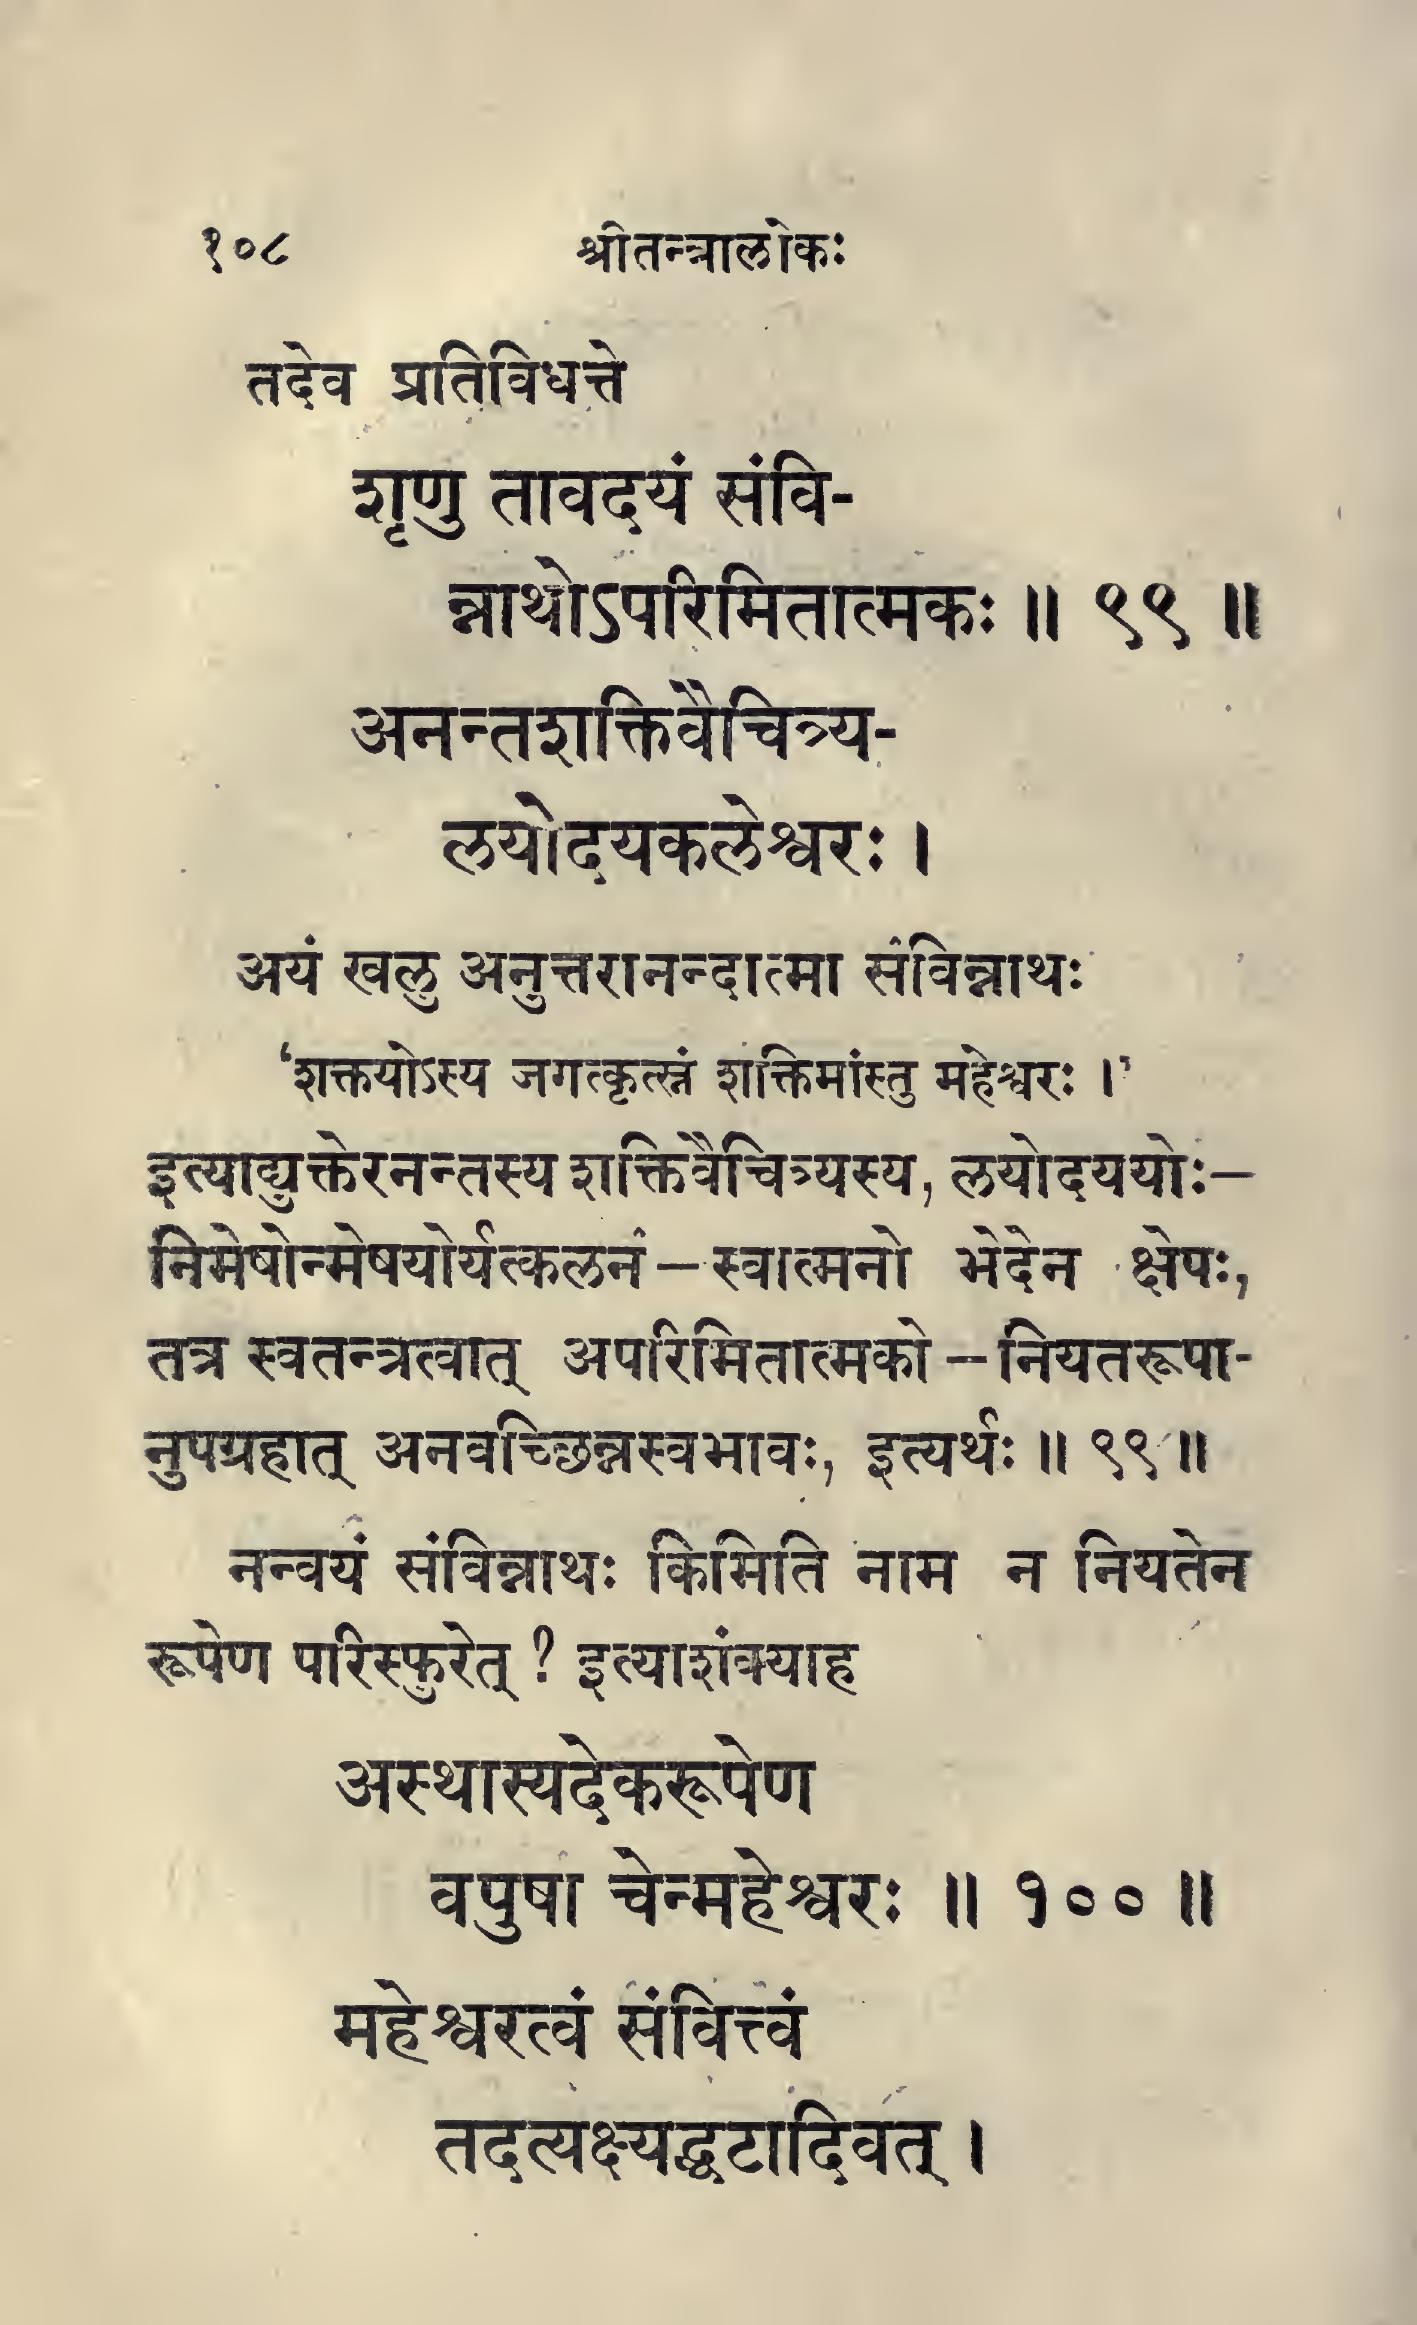 १०८ श्रीतन्त्रालोकः
तदेव प्रतिविधत्ते
शृणु तावदयं संवि-
न्नाथोऽपरिमितात्मकः ॥ ९९ ॥
अनन्तशक्तिवैचित्र्य-
लयोदयकलेश्वरः ।
अयं खलु अनुत्तरानन्दात्मा संविन्नाथः
‘शक्तयोऽस्य जगत्कृत्स्नं शक्तिमांस्तु महेश्वरः ।’
इत्याद्युक्तेरनन्तस्य शक्तिवैचित्र्यस्य, लयोदययोः—
निमेषोन्मेषयोर्यत्कलनं — स्वात्मनो भेदेन क्षेपः,
तत्र स्वतन्त्रत्वात् अपरिमितात्मको — नियतरूपा-
नुपग्रहात् अनवच्छिन्नस्वभावः, इत्यर्थः ॥ ९९ ॥
नन्वयं संविन्नाथः किमिति नाम न नियतेन
रूपेण परिस्फुरेत् ? इत्याशंक्याह
अस्थास्यदेकरूपेण
वपुषा चेन्महेश्वरः ॥ १०० ॥
महेश्वरत्वं संवित्त्वं
तदत्यक्ष्यद्घटादिवत् ।